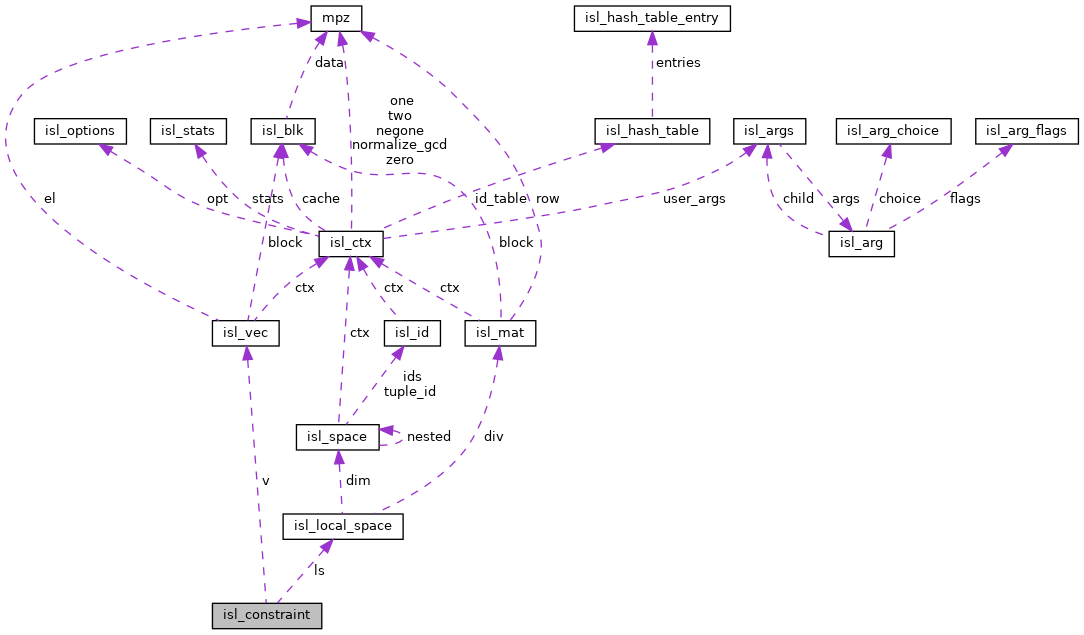 mpz
isl_hash_table_entry
data
entries
one
two
negone
normalize_gcd
zero
isl_options
isl_stats
isl_blk
isl_hash_table
isl_args
isl_arg_choice
isl_arg_flags
el
opt
stats
cache
id_table
row
user_args
child
args
choice
flags
block
isl_ctx
block
isl_arg
ctx
ctx
ctx
isl_vec
ctx
isl_id
isl_mat
ids
tuple_id
isl_space
nested
div
v
dim
isl_local_space
ls
isl_constraint